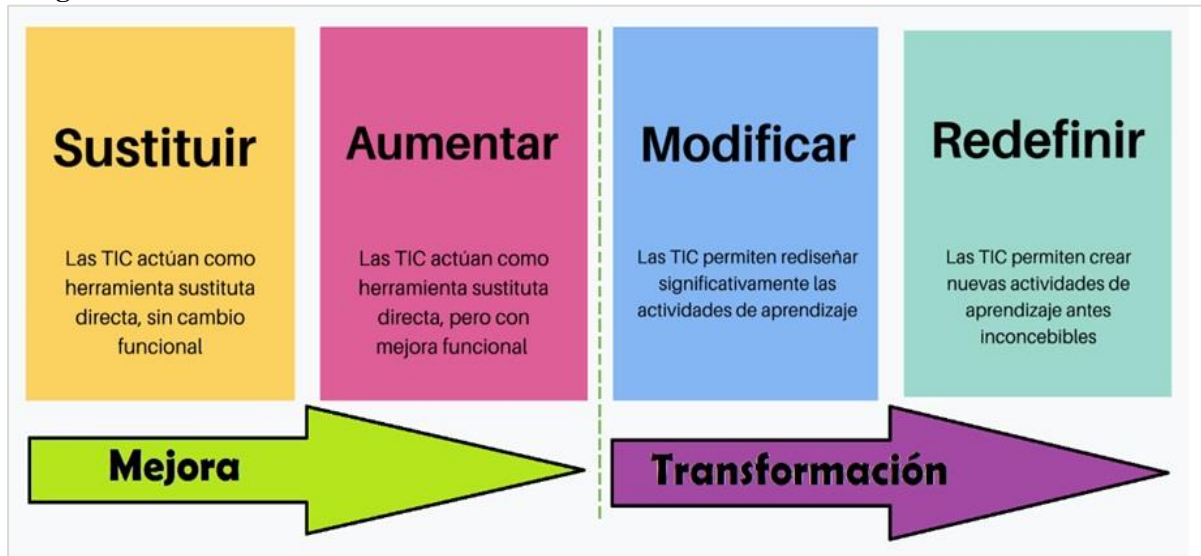 Sustituir
Las TIC actúan como
herramienta sustituta
directa, sin cambio
funcional
Aumentar
Las TIC actúan como
herramienta sustituta
directa, pero con
mejora funcional
Modificar
Las TIC permiten rediseñar
significativamente las
actividades de aprendizaje
Redefinir
Las TIC permiten crear
nuevas actividades de
aprendizaje antes
inconcebibles
Mejora
Transformación